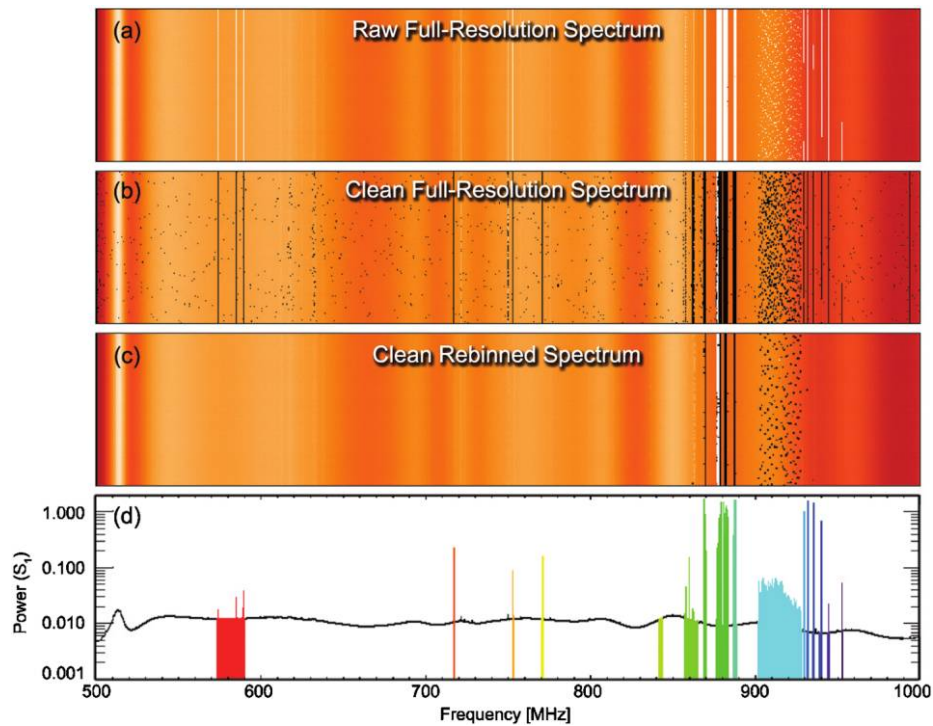 (a) Raw Full-Resolution Spectrum
(b) Clean Full-Resolution Spectrum
(c) Clean Rebinned Spectrum
(d)
1.000
0.100
0.010
0.001
Power (S₁)
500 600 700 800 900 1000
Frequency [MHz]